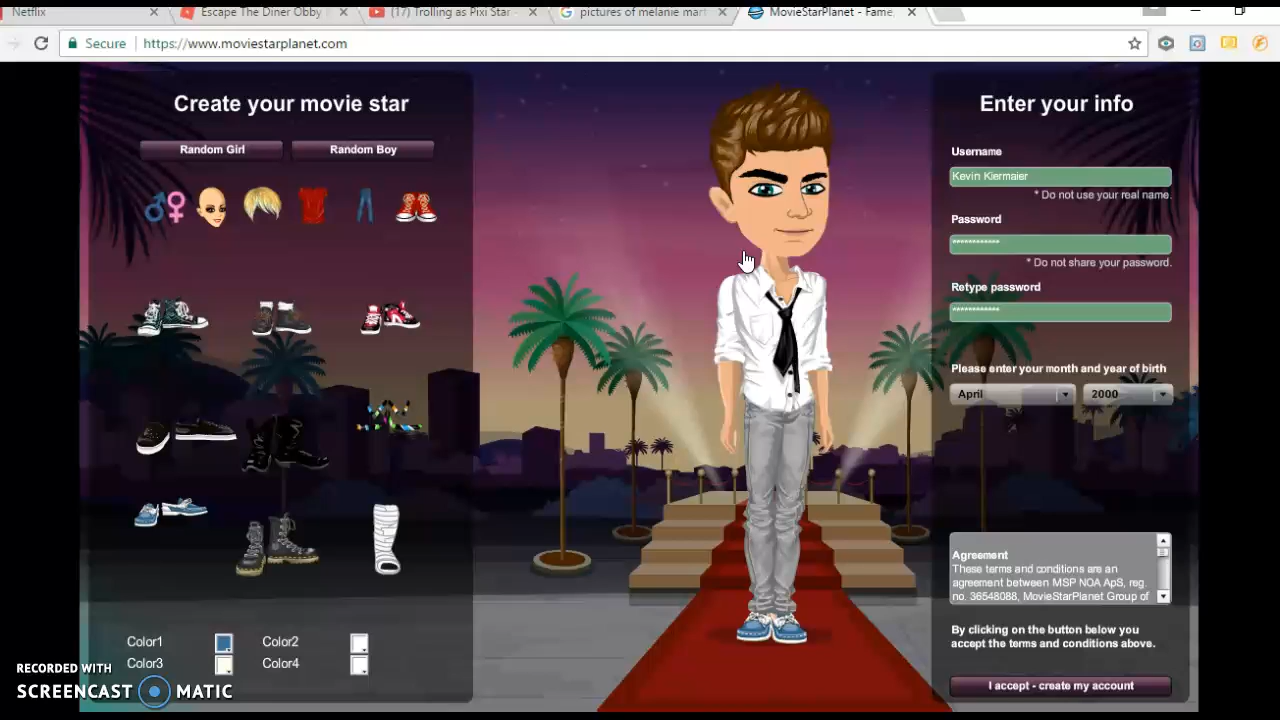 Netflix
Escape The Diner Obby
(17) Trolling as Pixi Star -
pictures of melanie mart
MovieStarPlanet - Fame,
Secure
https://www.moviestarplanet.com
Create your movie star
Random Girl
Random Boy
Color1
Color2
Color3
Color4
RECORDED WITH
SCREENCAST MATIC
Enter your info
Username
Kevin Kiermaier
* Do not use your real name.
Password
************
* Do not share your password.
Retype password
************
Please enter your month and year of birth
April
2000
Agreement
These terms and conditions are an
agreement between MSP NOA ApS, reg.
no. 36548088, MovieStarPlanet Group of
By clicking on the button below you
accept the terms and conditions above.
I accept - create my account